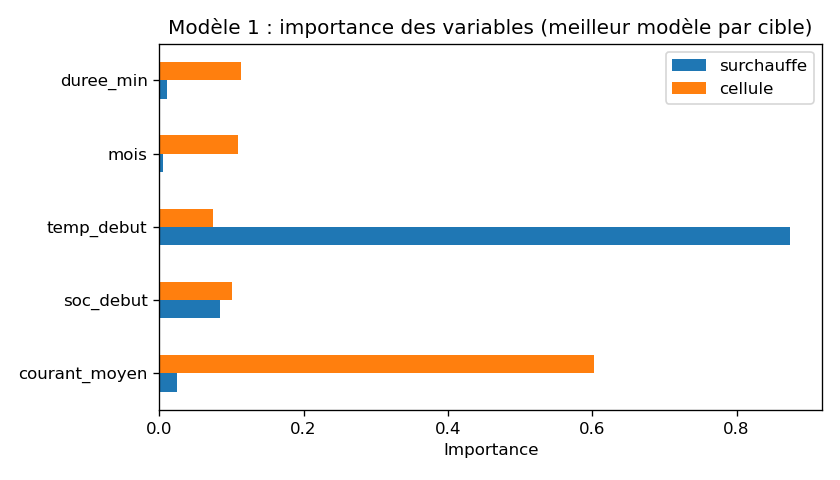 Modèle 1 : importance des variables (meilleur modèle par cible)
surchauffe
cellule
duree_min
mois
temp_debut
soc_debut
courant_moyen
0.0 0.2 0.4 0.6 0.8
Importance